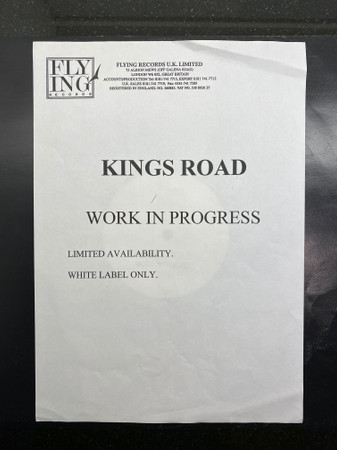 FLY
ING
RECORDS
FLYING RECORDS U.K. LIMITED
LONDON W6 0JU, GREAT BRITAIN
KINGS ROAD
WORK IN PROGRESS
LIMITED AVAILABILITY.
WHITE LABEL ONLY.